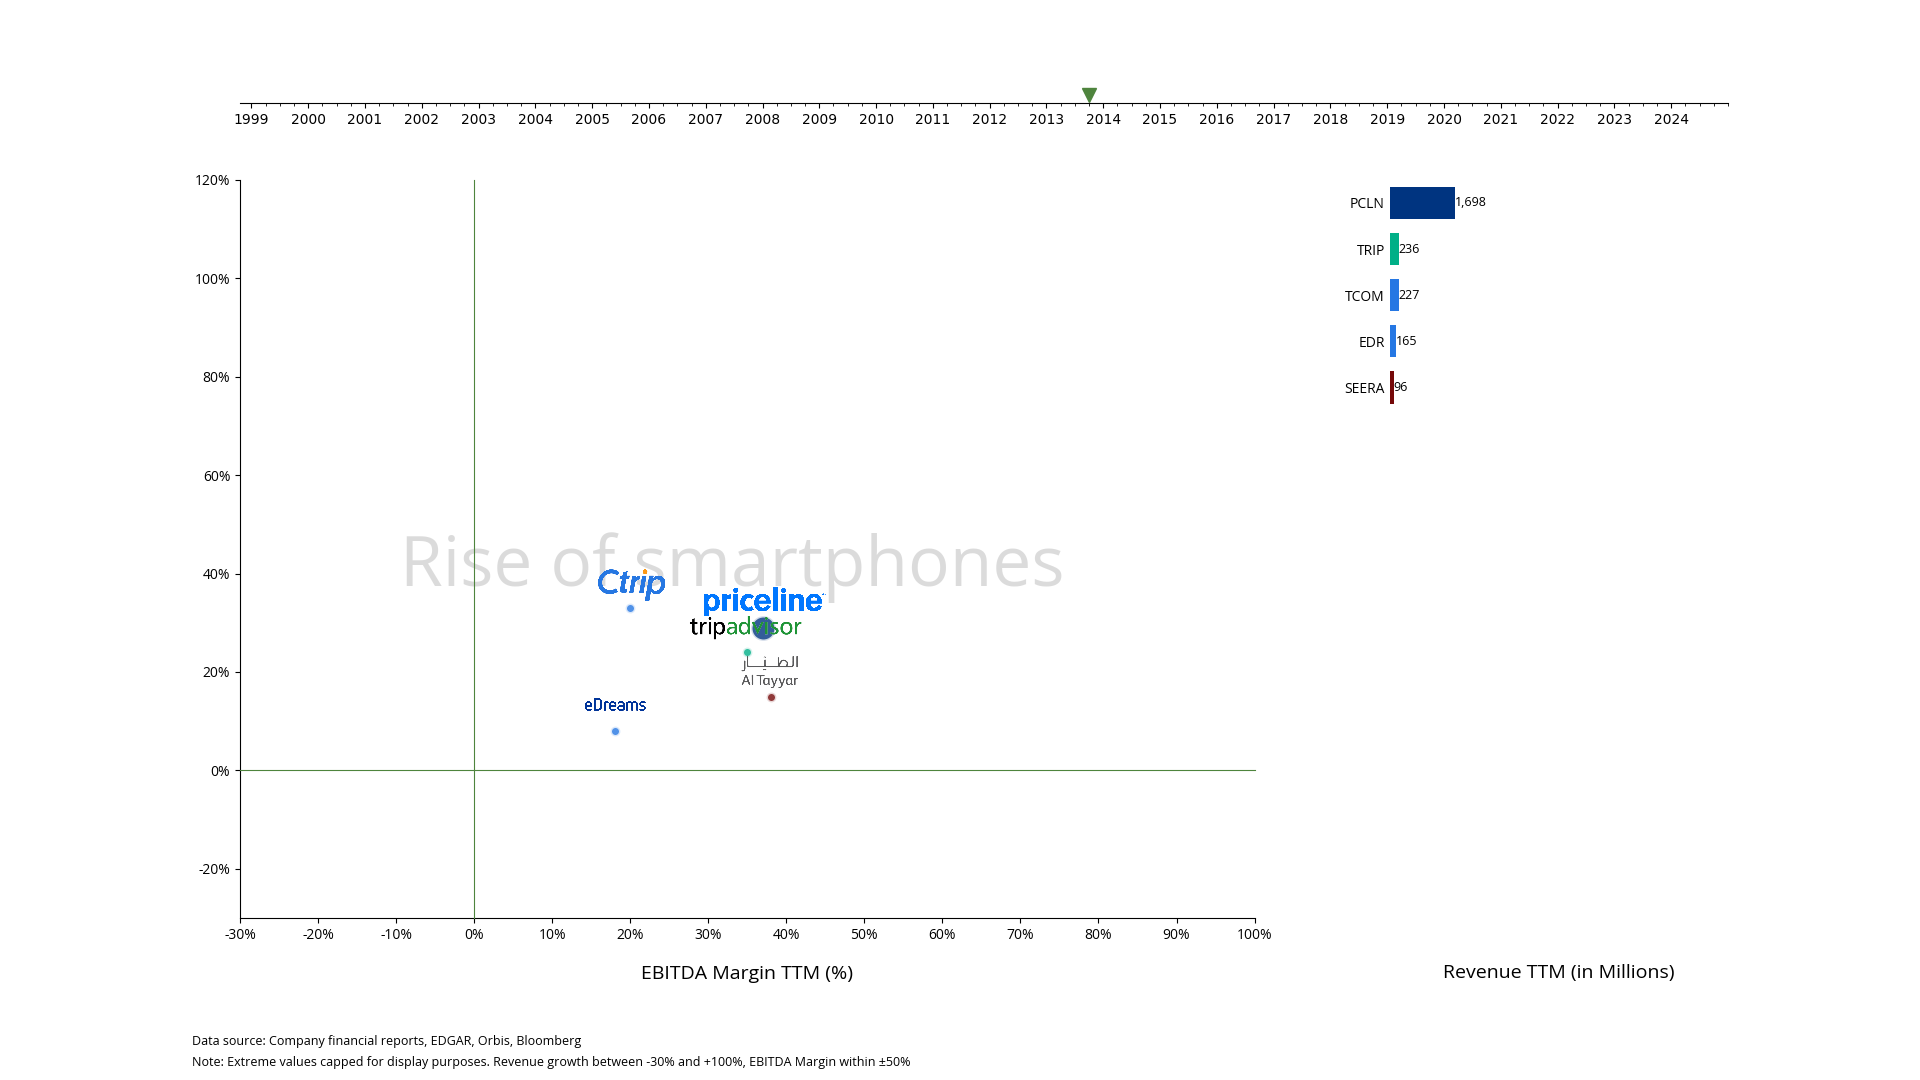 1999 2000 2001 2002 2003 2004 2005 2006 2007 2008 2009 2010 2011 2012 2013 2014 2015 2016 2017 2018 2019 2020 2021 2022 2023 2024
120%
100%
80%
60%
40%
20%
0%
-20%
Rise of smartphones
Ctrip
priceline
tripadvisor
الطيار
Al Tayyar
eDreams
-30% -20% -10% 0% 10% 20% 30% 40% 50% 60% 70% 80% 90% 100%
EBITDA Margin TTM (%)
PCLN 1,698
TRIP 236
TCOM 227
EDR 165
SEERA 96
Revenue TTM (in Millions)
Data source: Company financial reports, EDGAR, Orbis, Bloomberg
Note: Extreme values capped for display purposes. Revenue growth between -30% and +100%, EBITDA Margin within ±50%